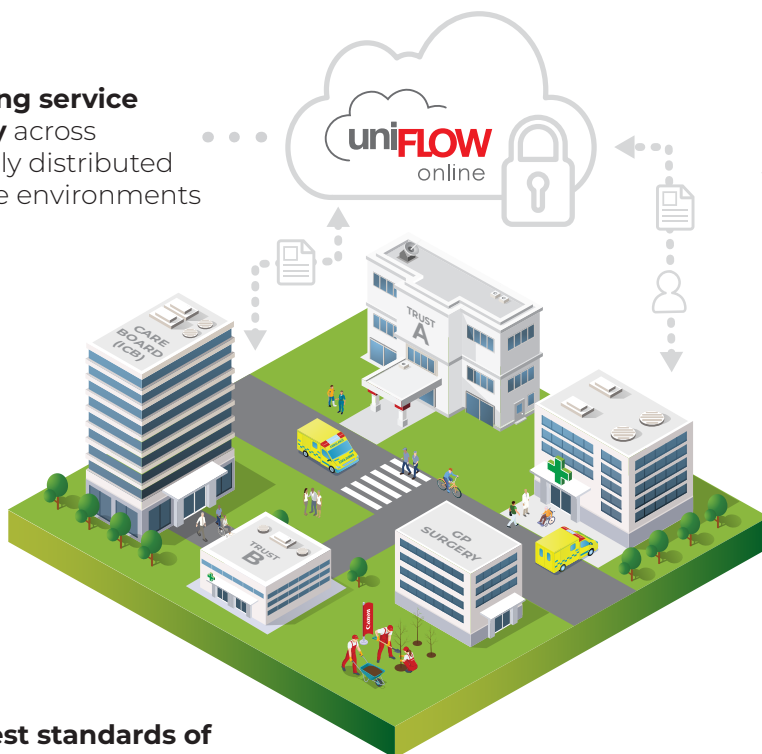 ng service
y across
ly distributed
e environments
uniFLOW
online
TRUST
A
CARE
BOARD
(ICB)
TRUST
B
GP
SURGERY
Canon
est standards of